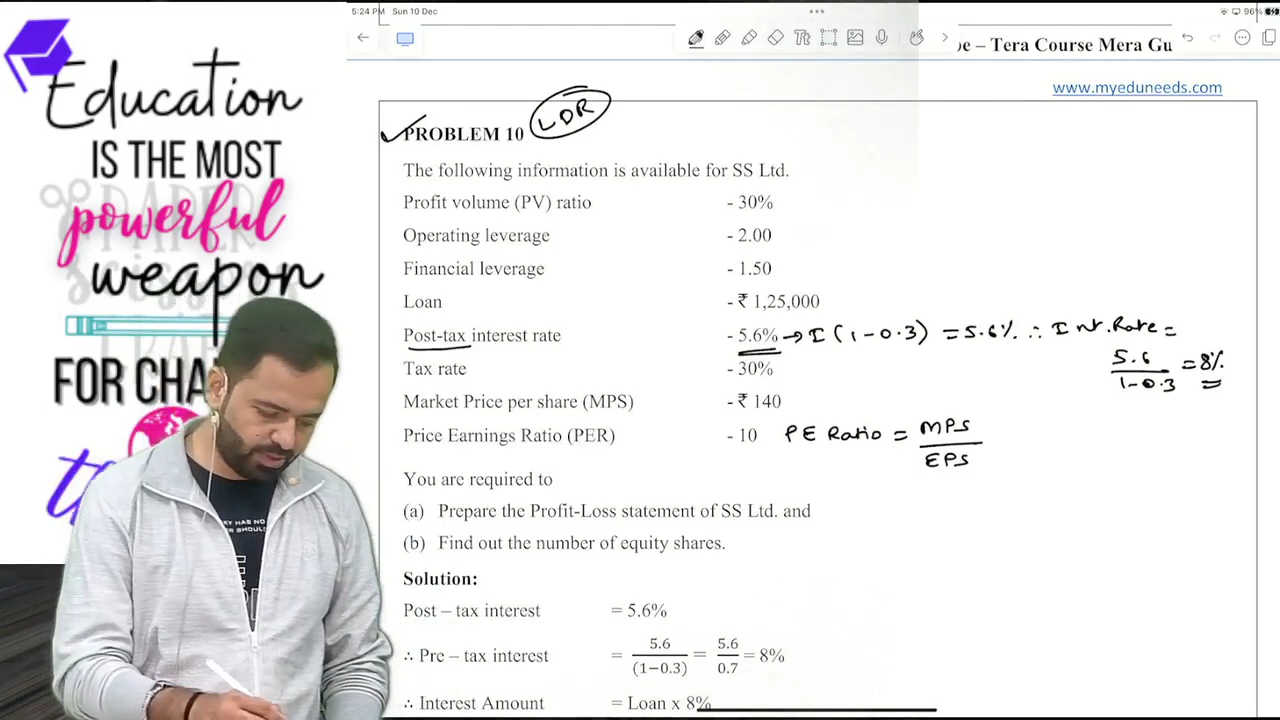 5:24 PM Sun 10 Dec
96%
Education
IS THE MOST
powerful
weapon
FOR CHA
be – Tera Course Mera Gu
www.myeduneeds.com
PROBLEM 10 LDR
The following information is available for SS Ltd.
Profit volume (PV) ratio - 30%
Operating leverage - 2.00
Financial leverage - 1.50
Loan - ₹ 1,25,000
Post-tax interest rate - 5.6% → I (1-0.3) = 5.6% ∴ Int. Rate =
5.6 / 1-0.3 = 8%
Tax rate - 30%
Market Price per share (MPS) - ₹ 140
Price Earnings Ratio (PER) - 10 PE Ratio = MPS / EPS
You are required to
(a) Prepare the Profit-Loss statement of SS Ltd. and
(b) Find out the number of equity shares.
Solution:
Post – tax interest = 5.6%
∴ Pre – tax interest = 5.6 / (1−0.3) = 5.6 / 0.7 = 8%
∴ Interest Amount = Loan x 8%